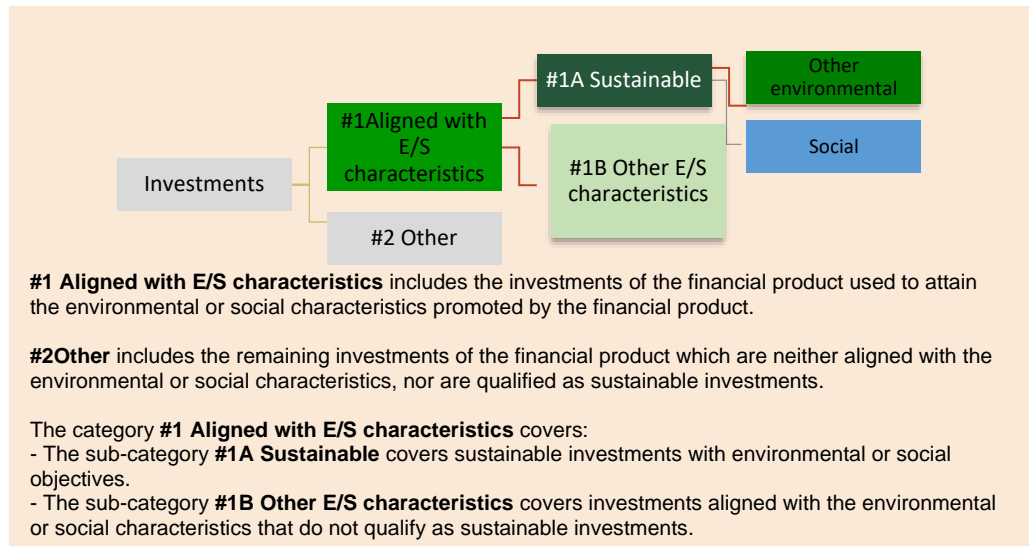 Investments
#1Aligned with
E/S
characteristics
#2 Other
#1A Sustainable
#1B Other E/S
characteristics
Other
environmental
Social
#1 Aligned with E/S characteristics includes the investments of the financial product used to attain
the environmental or social characteristics promoted by the financial product.
#2Other includes the remaining investments of the financial product which are neither aligned with the
environmental or social characteristics, nor are qualified as sustainable investments.
The category #1 Aligned with E/S characteristics covers:
- The sub-category #1A Sustainable covers sustainable investments with environmental or social
objectives.
- The sub-category #1B Other E/S characteristics covers investments aligned with the environmental
or social characteristics that do not qualify as sustainable investments.